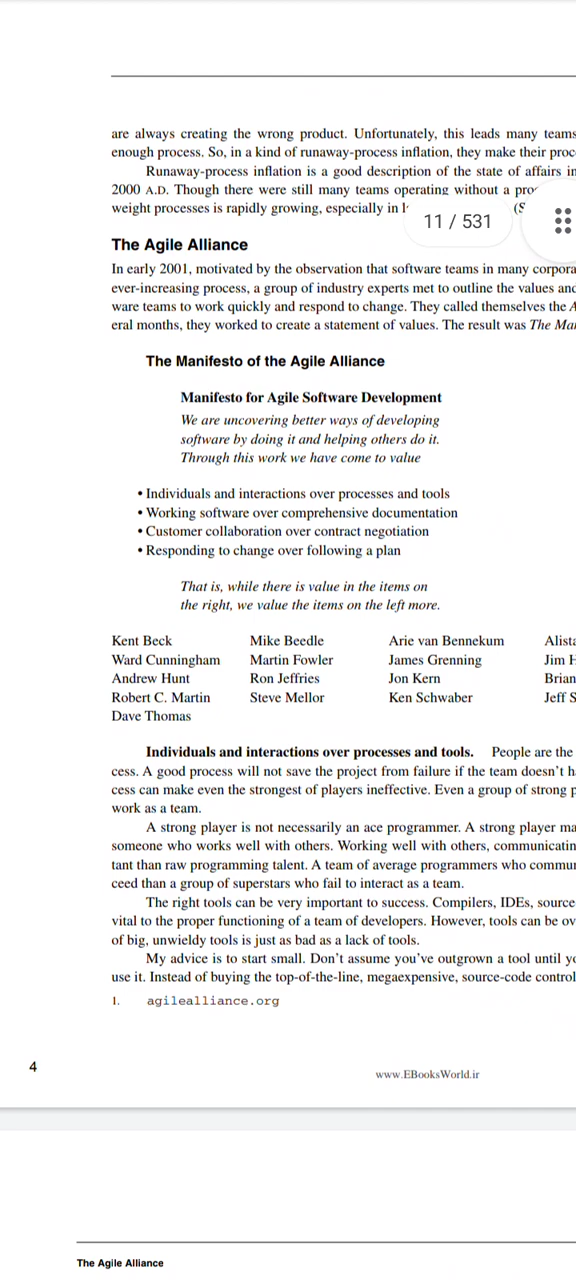 are always creating the wrong product. Unfortunately, this leads many teams
enough process. So, in a kind of runaway-process inflation, they make their proc
Runaway-process inflation is a good description of the state of affairs in
2000 A.D. Though there were still many teams operating without a pro
weight processes is rapidly growing, especially in
11 / 531
The Agile Alliance
In early 2001, motivated by the observation that software teams in many corpora
ever-increasing process, a group of industry experts met to outline the values and
ware teams to work quickly and respond to change. They called themselves the A
eral months, they worked to create a statement of values. The result was The Ma
The Manifesto of the Agile Alliance
Manifesto for Agile Software Development
We are uncovering better ways of developing
software by doing it and helping others do it.
Through this work we have come to value
• Individuals and interactions over processes and tools
• Working software over comprehensive documentation
• Customer collaboration over contract negotiation
• Responding to change over following a plan
That is, while there is value in the items on
the right, we value the items on the left more.
Kent Beck Mike Beedle Arie van Bennekum Alista
Ward Cunningham Martin Fowler James Grenning Jim H
Andrew Hunt Ron Jeffries Jon Kern Brian
Robert C. Martin Steve Mellor Ken Schwaber Jeff S
Dave Thomas
Individuals and interactions over processes and tools. People are the
cess. A good process will not save the project from failure if the team doesn't h
cess can make even the strongest of players ineffective. Even a group of strong p
work as a team.
A strong player is not necessarily an ace programmer. A strong player ma
someone who works well with others. Working well with others, communicatin
tant than raw programming talent. A team of average programmers who commu
ceed than a group of superstars who fail to interact as a team.
The right tools can be very important to success. Compilers, IDEs, source
vital to the proper functioning of a team of developers. However, tools can be ov
of big, unwieldy tools is just as bad as a lack of tools.
My advice is to start small. Don't assume you've outgrown a tool until yo
use it. Instead of buying the top-of-the-line, megaexpensive, source-code control
1. agilealliance.org
4
www.EBooksWorld.ir
The Agile Alliance